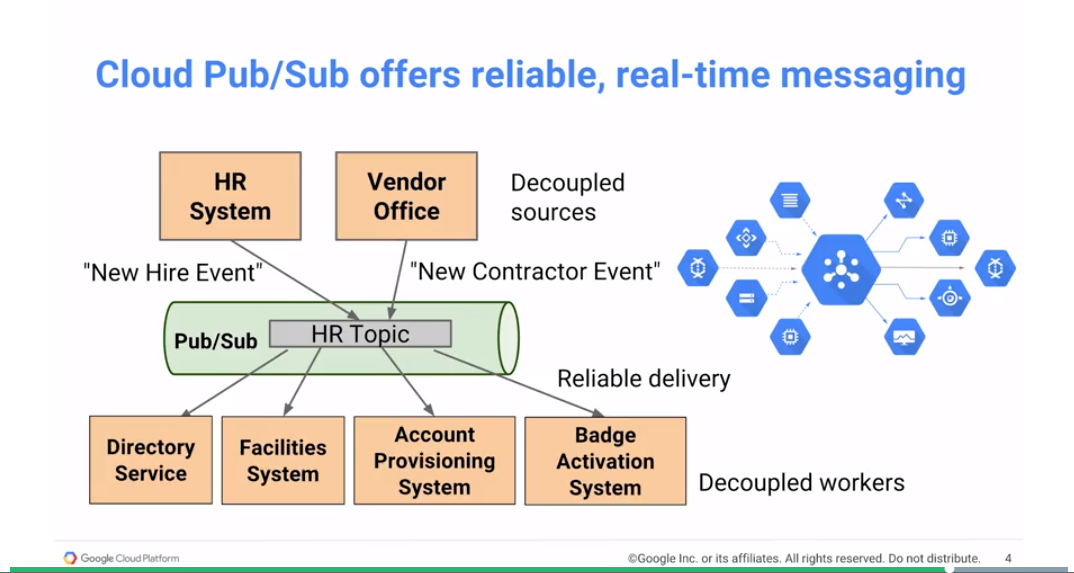 Cloud Pub/Sub offers reliable, real-time messaging
HR
System
Vendor
Office
Decoupled
sources
"New Hire Event"
"New Contractor Event"
Pub/Sub
HR Topic
Reliable delivery
Directory
Service
Facilities
System
Account
Provisioning
System
Badge
Activation
System
Decoupled workers
Google Cloud Platform
©Google Inc. or its affiliates. All rights reserved. Do not distribute.
4